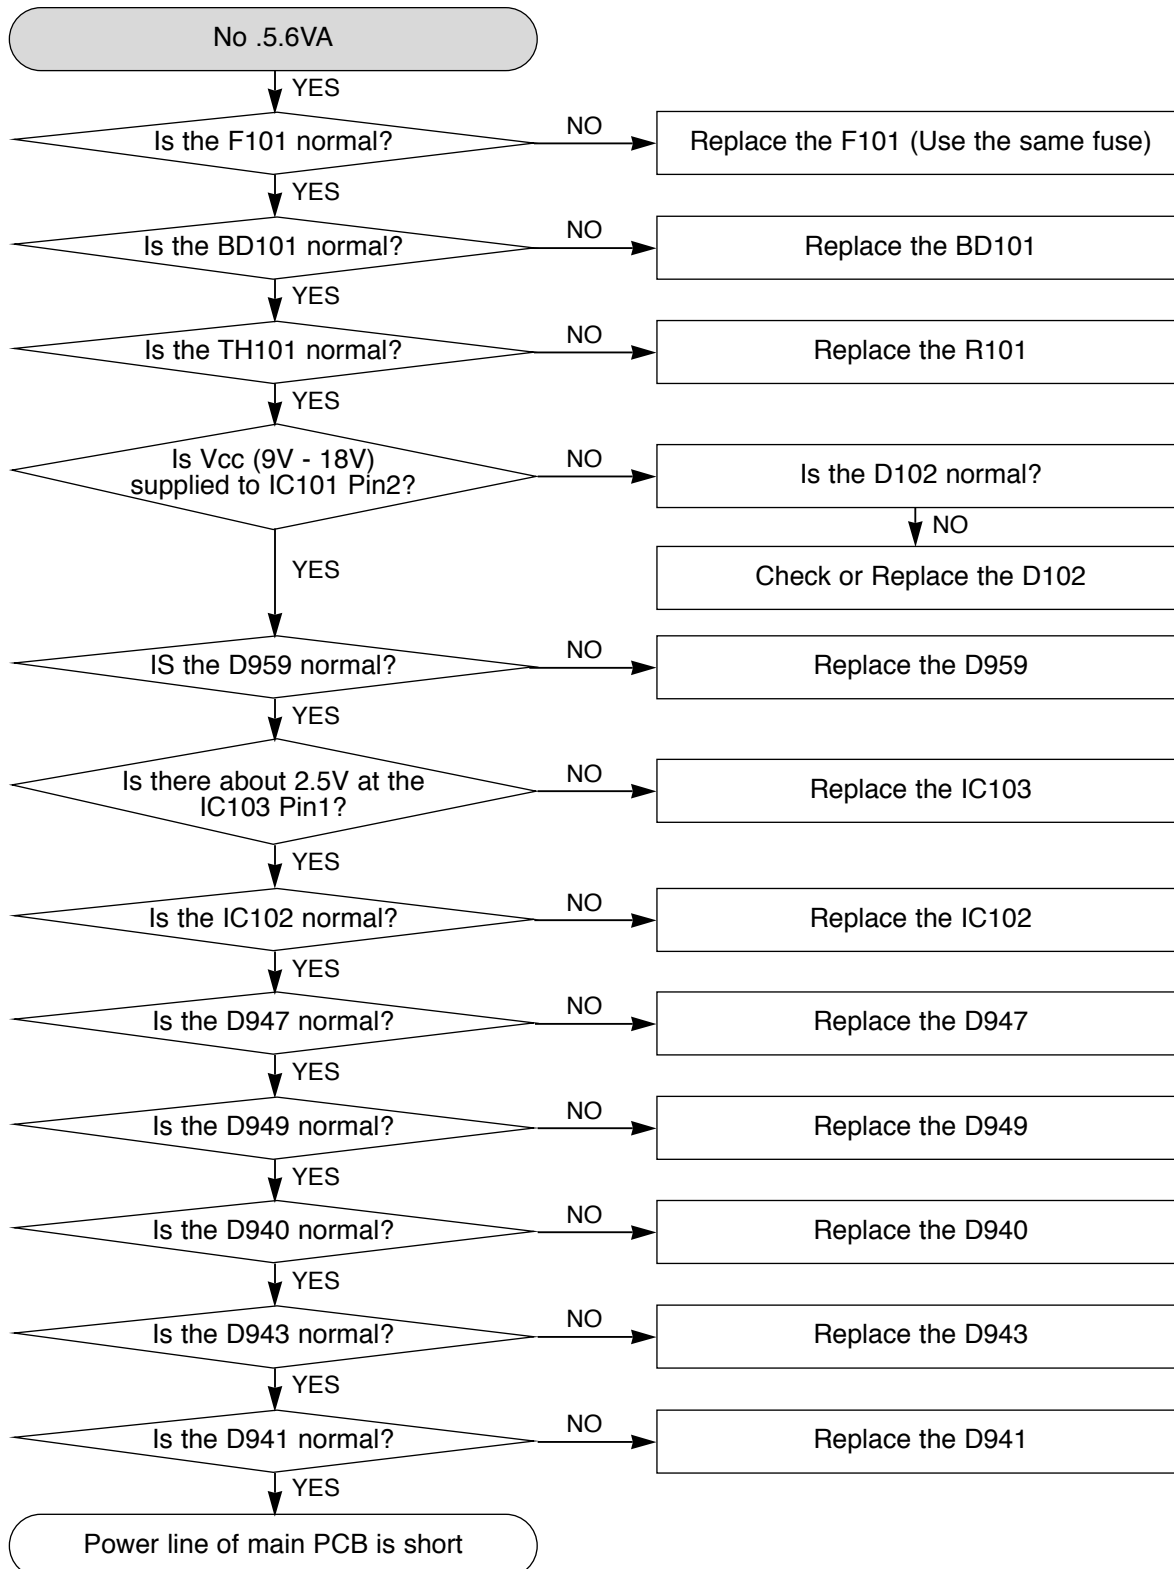 No .5.6VA
YES
Is the F101 normal?
NO
Replace the F101 (Use the same fuse)
YES
Is the BD101 normal?
NO
Replace the BD101
YES
Is the TH101 normal?
NO
Replace the R101
YES
Is Vcc (9V - 18V)
supplied to IC101 Pin2?
NO
Is the D102 normal?
NO
Check or Replace the D102
YES
IS the D959 normal?
NO
Replace the D959
YES
Is there about 2.5V at the
IC103 Pin1?
NO
Replace the IC103
YES
Is the IC102 normal?
NO
Replace the IC102
YES
Is the D947 normal?
NO
Replace the D947
YES
Is the D949 normal?
NO
Replace the D949
YES
Is the D940 normal?
NO
Replace the D940
YES
Is the D943 normal?
NO
Replace the D943
YES
Is the D941 normal?
NO
Replace the D941
YES
Power line of main PCB is short